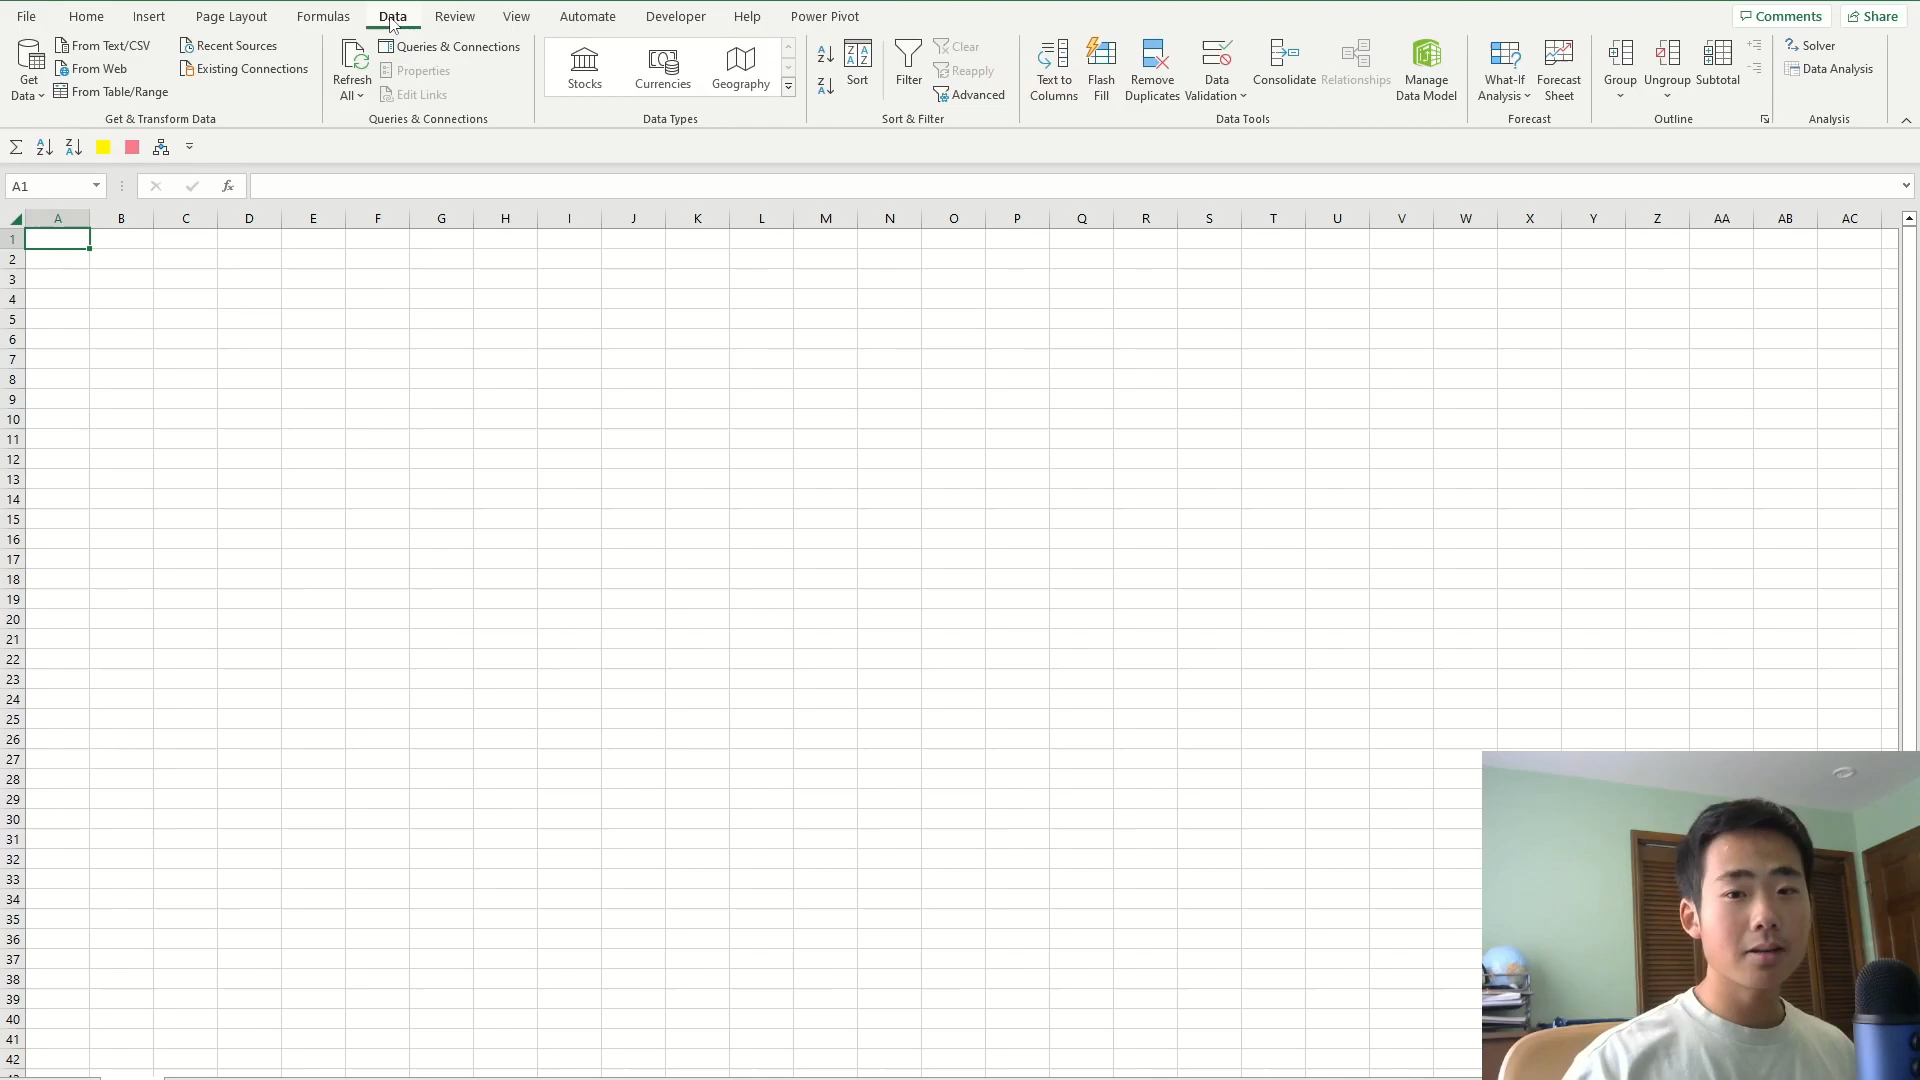 File Home Insert Page Layout Formulas Data Review View Automate Developer Help Power Pivot Comments Share
Get Data
From Text/CSV
From Web
From Table/Range
Recent Sources
Existing Connections
Get & Transform Data
Refresh All
Queries & Connections
Properties
Edit Links
Queries & Connections
Stocks Currencies Geography
Data Types
Sort
Filter
Clear
Reapply
Advanced
Sort & Filter
Text to Columns
Flash Fill
Remove Duplicates
Data Validation
Consolidate
Relationships
Manage Data Model
Data Tools
What-If Analysis
Forecast Sheet
Forecast
Group
Ungroup
Subtotal
Outline
Solver
Data Analysis
Analysis
A1 fx
A B C D E F G H I J K L M N O P Q R S T U V W X Y Z AA AB AC
1
2
3
4
5
6
7
8
9
10
11
12
13
14
15
16
17
18
19
20
21
22
23
24
25
26
27
28
29
30
31
32
33
34
35
36
37
38
39
40
41
42